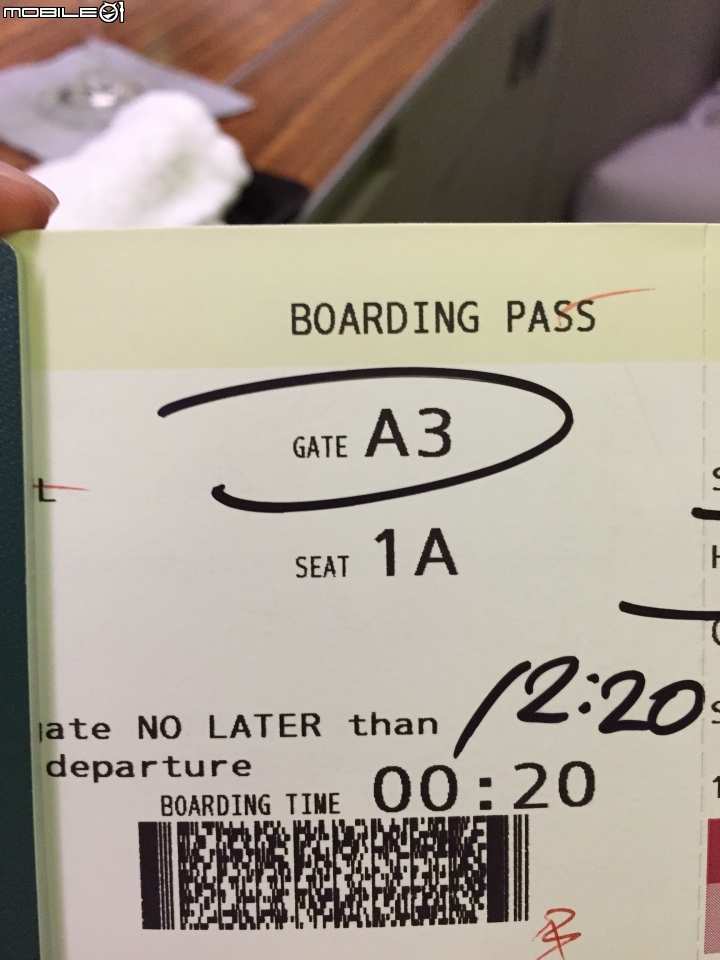 MOBILE01
BOARDING PASS
GATE A3
L
SEAT 1A
12:20
ate NO LATER than
departure
BOARDING TIME 00:20